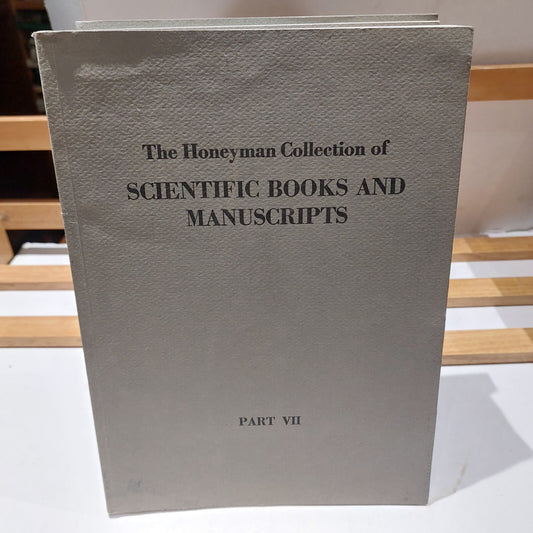 The Honeyman Collection of
SCIENTIFIC BOOKS AND
MANUSCRIPTS
PART VII